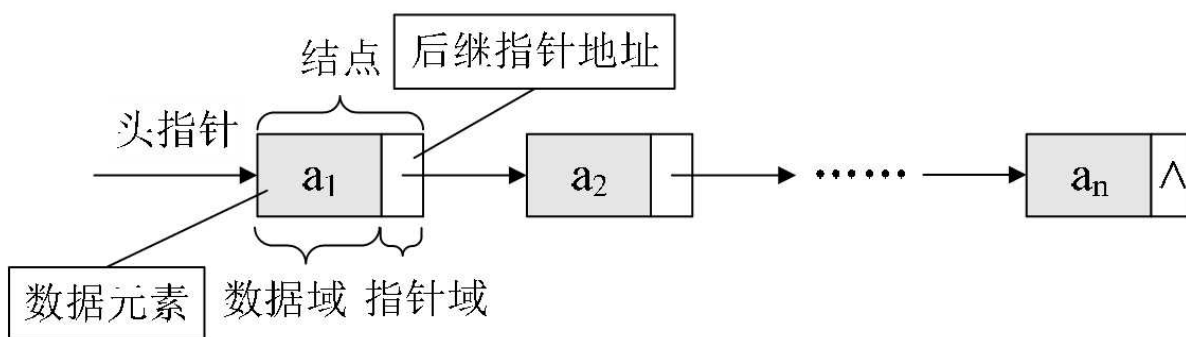 结点
后继指针地址
头指针
a₁
a₂
……
aₙ ∧
数据元素
数据域 指针域